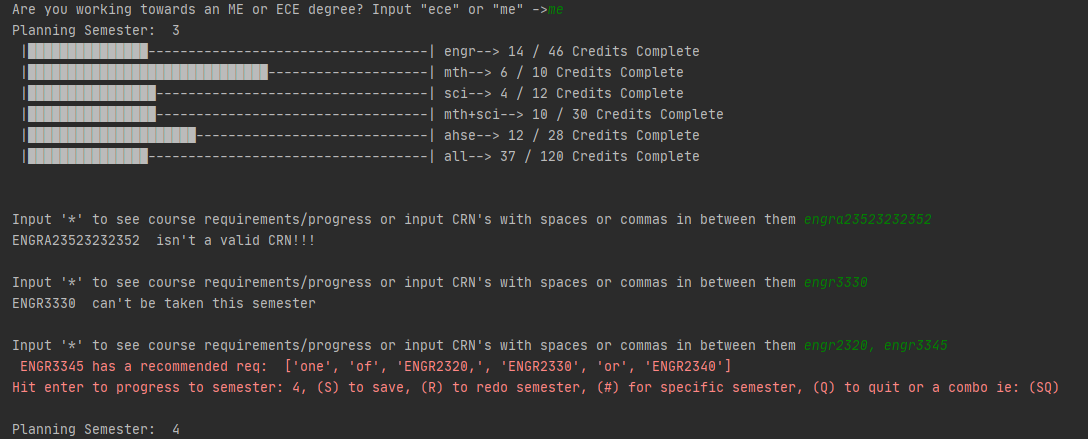 Are you working towards an ME or ECE degree? Input "ece" or "me" ->me
Planning Semester:  3
|███████████████-----------------------------------| engr--> 14 / 46 Credits Complete
|██████████████████████████████--------------------| mth--> 6 / 10 Credits Complete
|████████████████----------------------------------| sci--> 4 / 12 Credits Complete
|████████████████----------------------------------| mth+sci--> 10 / 30 Credits Complete
|█████████████████████-----------------------------| ahse--> 12 / 28 Credits Complete
|███████████████-----------------------------------| all--> 37 / 120 Credits Complete
Input '*' to see course requirements/progress or input CRN's with spaces or commas in between them engra23523232352
ENGRA23523232352  isn't a valid CRN!!!
Input '*' to see course requirements/progress or input CRN's with spaces or commas in between them engr3330
ENGR3330  can't be taken this semester
Input '*' to see course requirements/progress or input CRN's with spaces or commas in between them engr2320, engr3345
ENGR3345 has a recommended req:  ['one', 'of', 'ENGR2320,', 'ENGR2330', 'or', 'ENGR2340']
Hit enter to progress to semester: 4, (S) to save, (R) to redo semester, (#) for specific semester, (Q) to quit or a combo ie: (SQ)
Planning Semester:  4